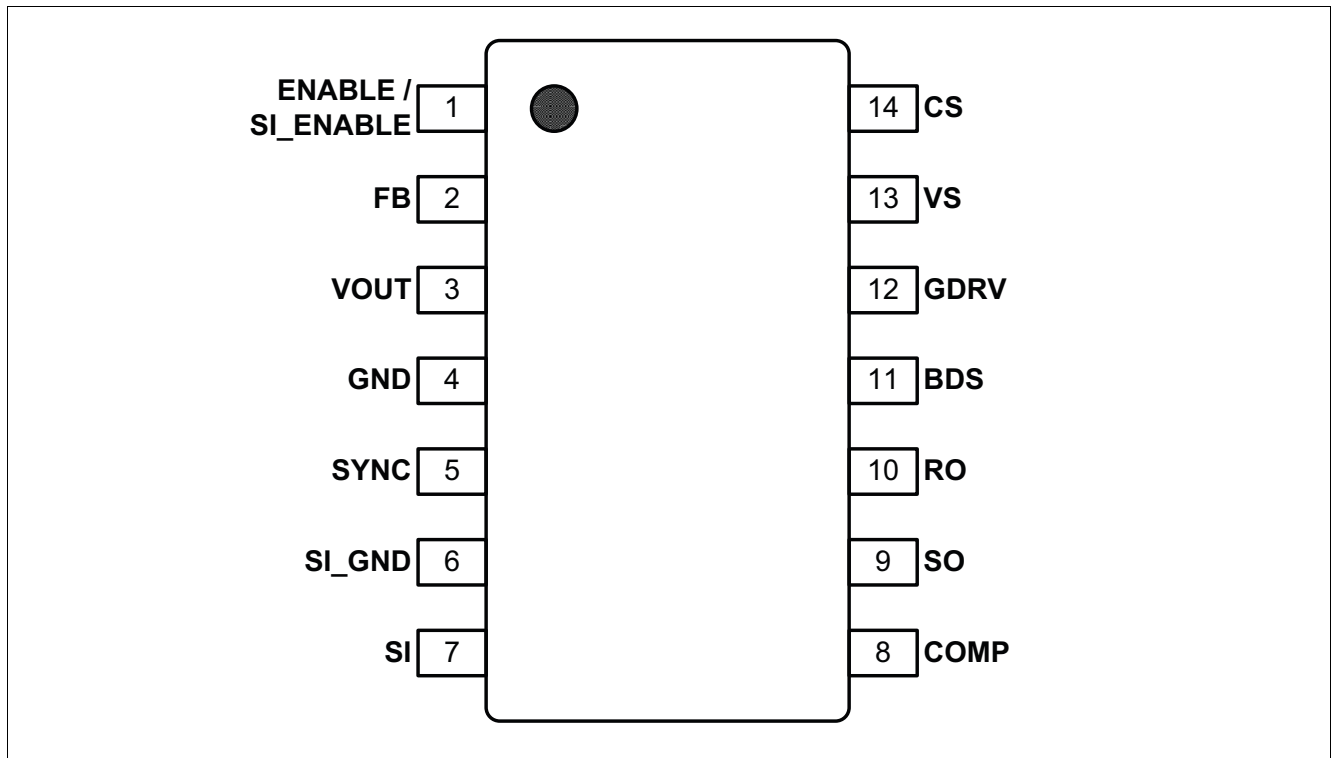 ENABLE /
SI_ENABLE 1
14 CS
FB 2
13 VS
VOUT 3
12 GDRV
GND 4
11 BDS
SYNC 5
10 RO
SI_GND 6
9 SO
SI 7
8 COMP